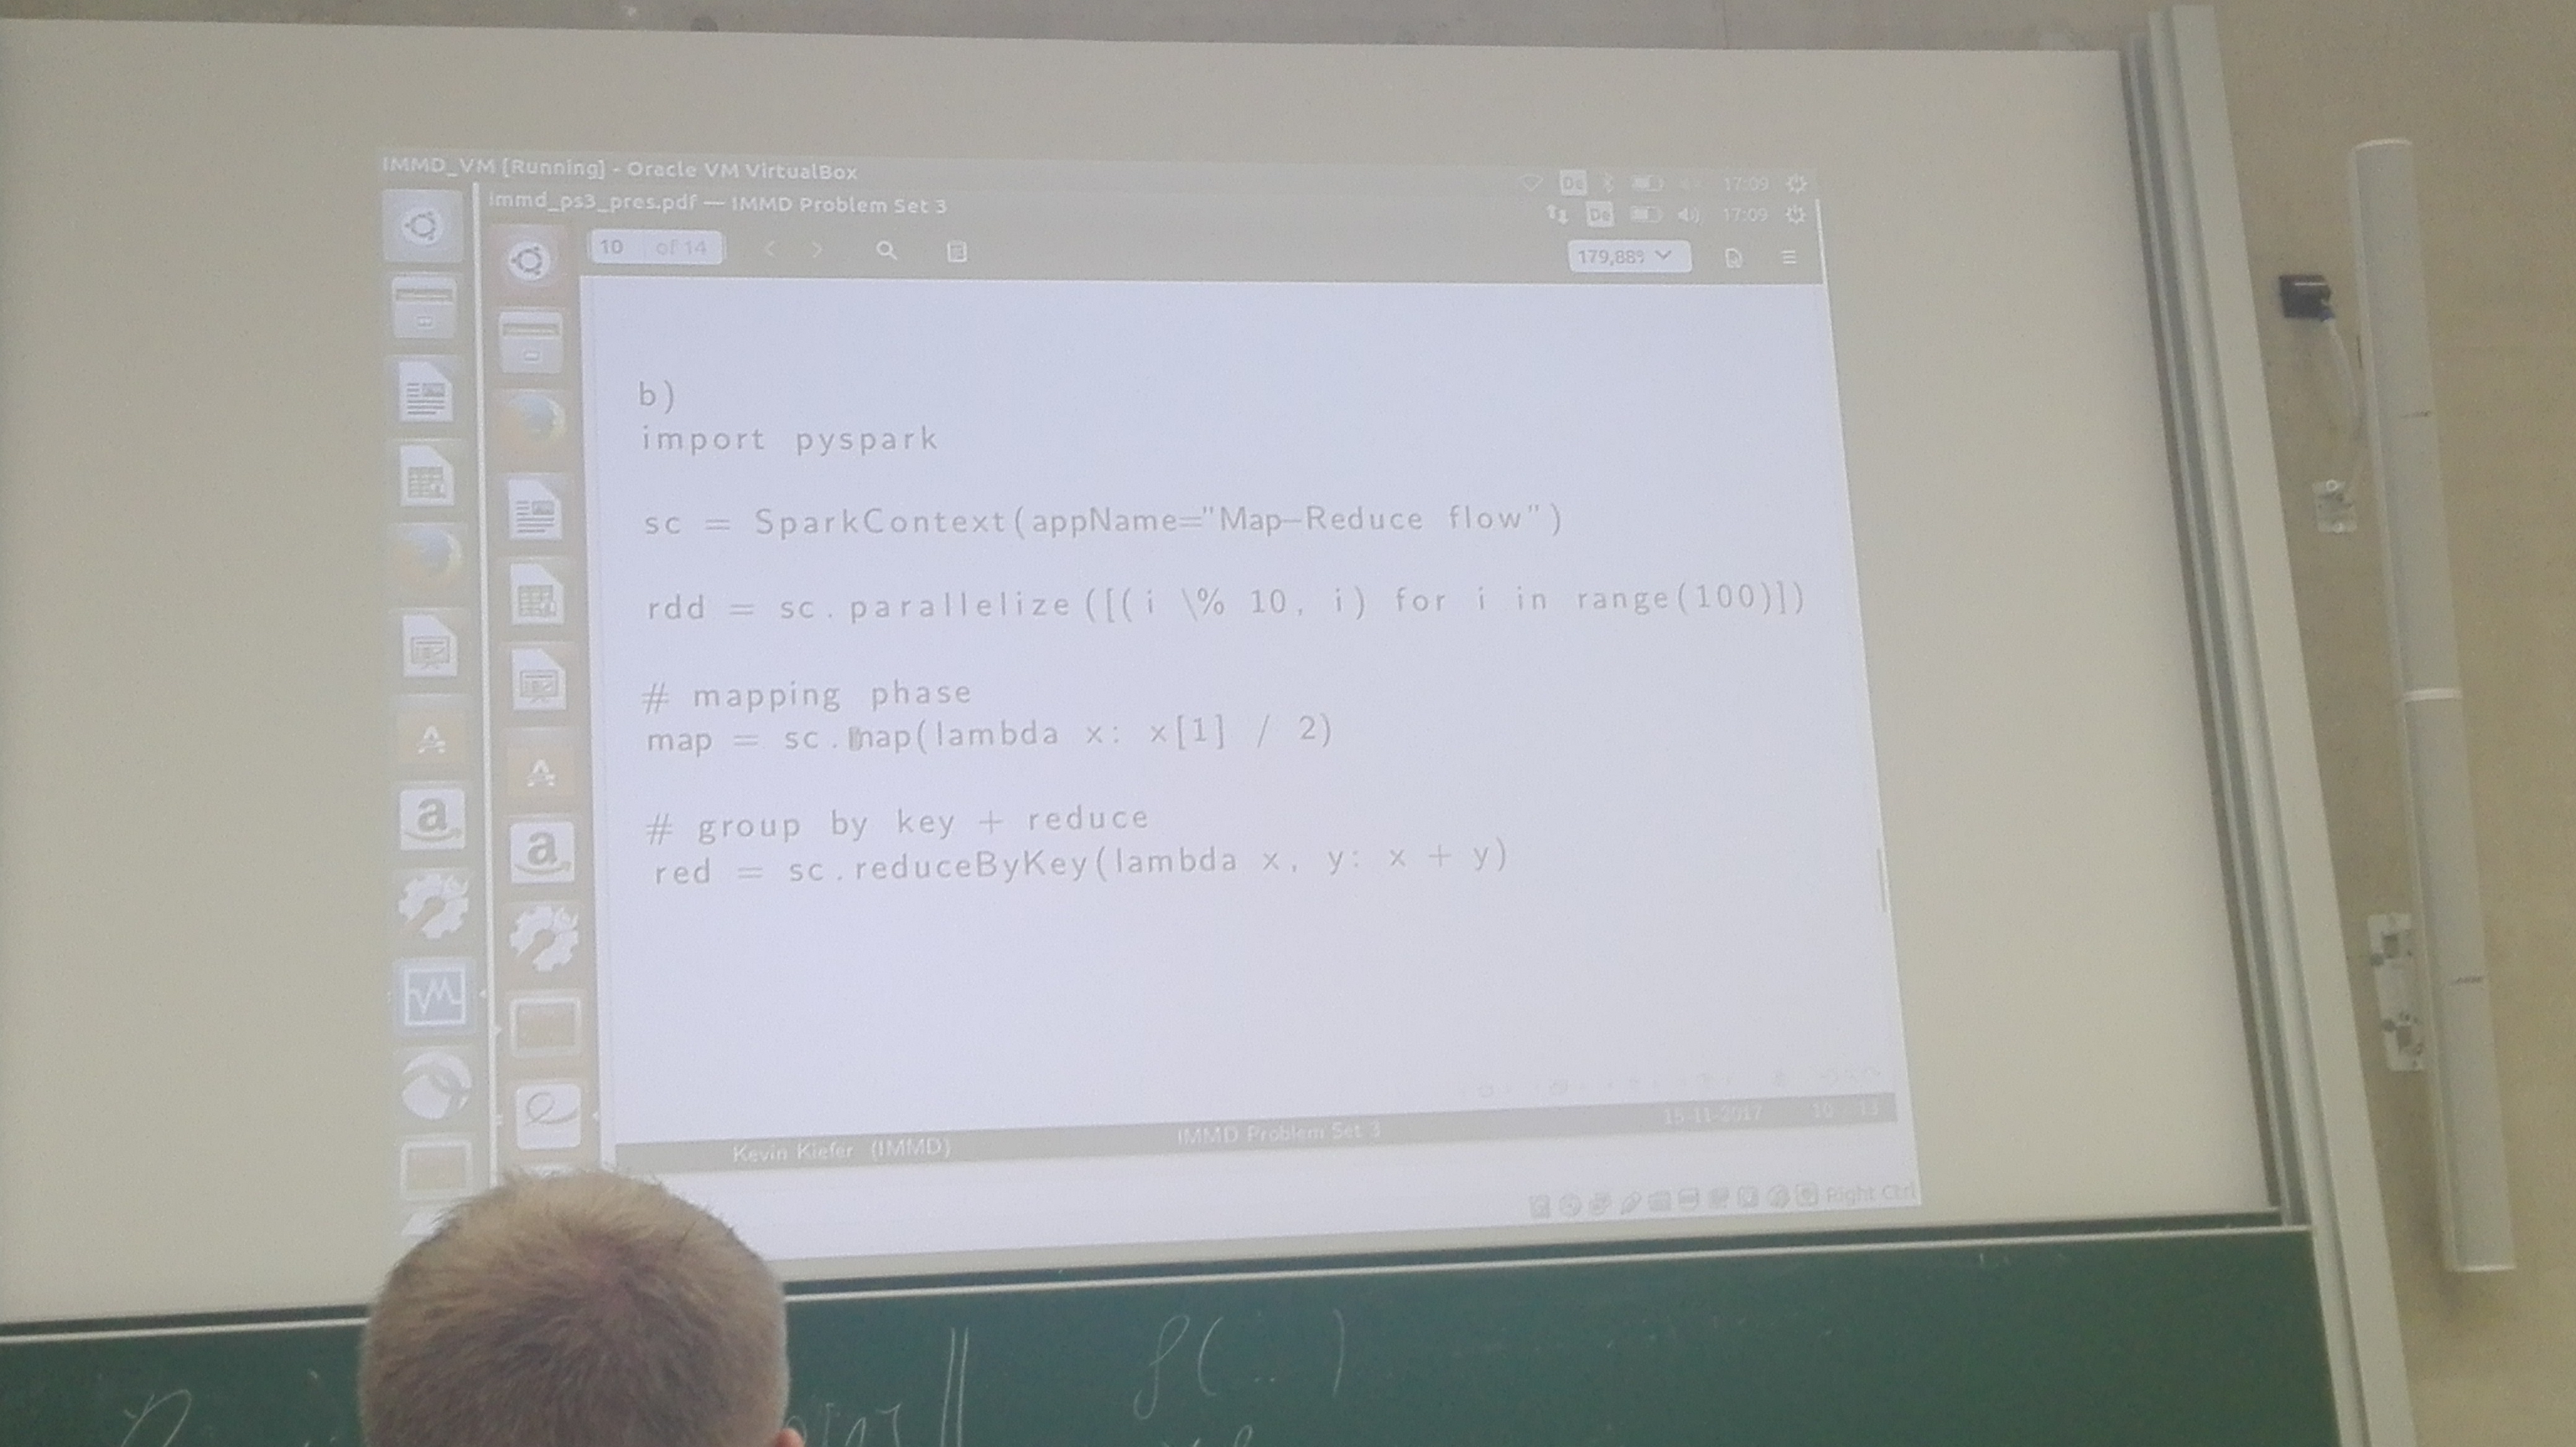 IMMD_VM [Running] - Oracle VM VirtualBox
De 17:09
immd_ps3_pres.pdf — IMMD Problem Set 3
De 17:09
10 of 14
179,88%
b)
import pyspark
sc = SparkContext(appName="Map-Reduce flow")
rdd = sc.parallelize([(i \% 10, i) for i in range(100)])
# mapping phase
map = sc.map(lambda x: x[1] / 2)
# group by key + reduce
red = sc.reduceByKey(lambda x, y: x + y)
Kevin Kiefer (IMMD) IMMD Problem Set 3 15-11-2017 10 / 13
Right Ctrl
f(..)